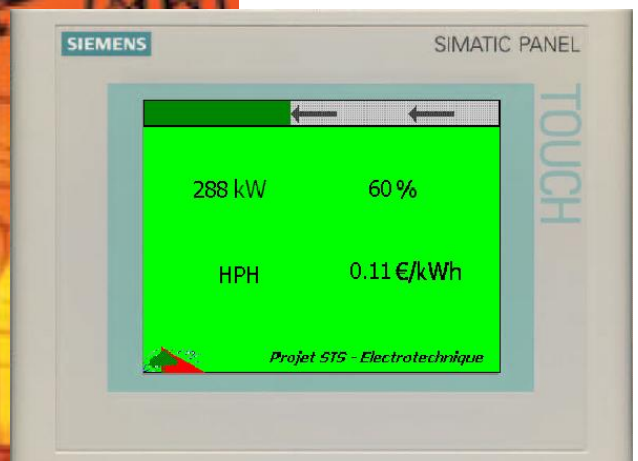 SIEMENS
SIMATIC PANEL
TOUCH
288 kW
60 %
HPH
0.11 €/kWh
Projet STS - Electrotechnique